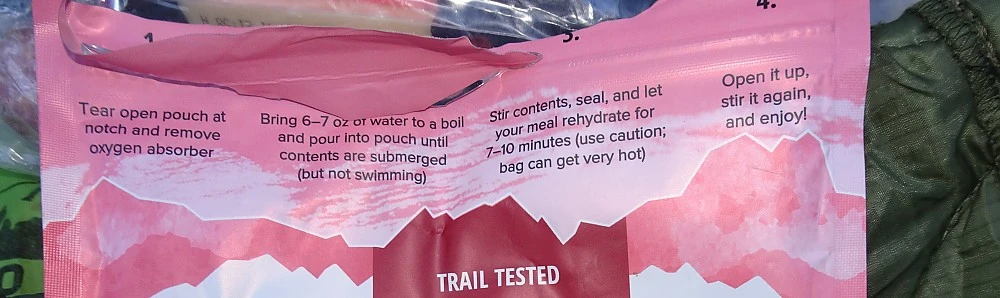 1.
3.
4.
Tear open pouch at
notch and remove
oxygen absorber
Bring 6–7 oz of water to a boil
and pour into pouch until
contents are submerged
(but not swimming)
Stir contents, seal, and let
your meal rehydrate for
7–10 minutes (use caution;
bag can get very hot)
Open it up,
stir it again,
and enjoy!
TRAIL TESTED